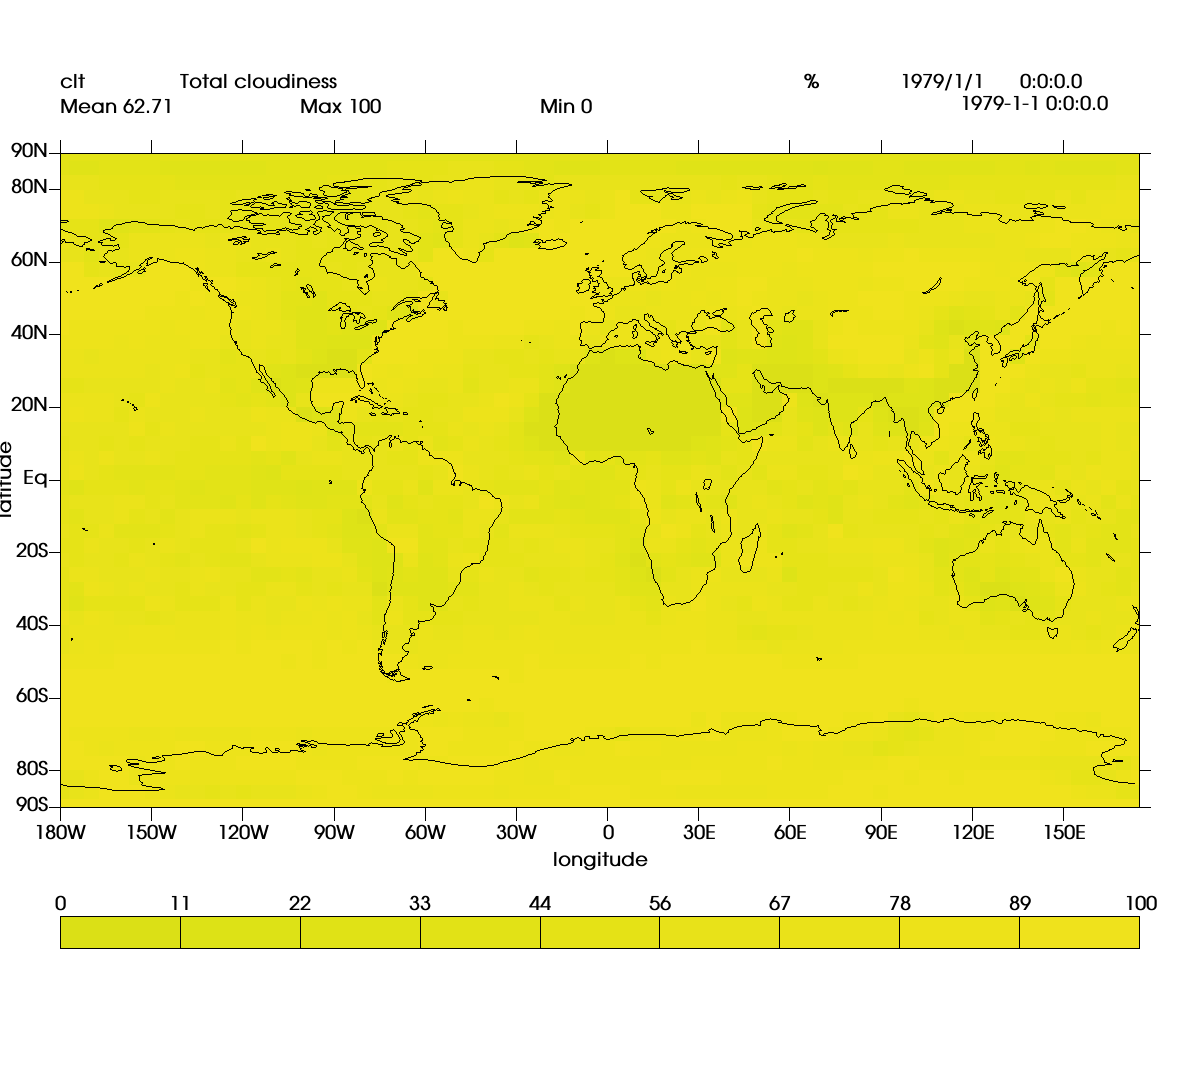 clt Total cloudiness % 1979/1/1 0:0:0.0
Mean 62.71 Max 100 Min 0 1979-1-1 0:0:0.0
90N
80N
60N
40N
20N
Eq
20S
40S
60S
80S
90S
latitude
180W 150W 120W 90W 60W 30W 0 30E 60E 90E 120E 150E
longitude
0 11 22 33 44 56 67 78 89 100